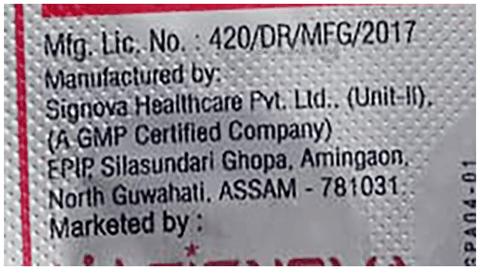 Mfg. Lic. No. : 420/DR/MFG/2017
Manufactured by:
Signova Healthcare Pvt. Ltd., (Unit-II),
(A GMP Certified Company)
EPIP, Silasundari Ghopa, Amingaon,
North Guwahati, ASSAM - 781031.
Marketed by :